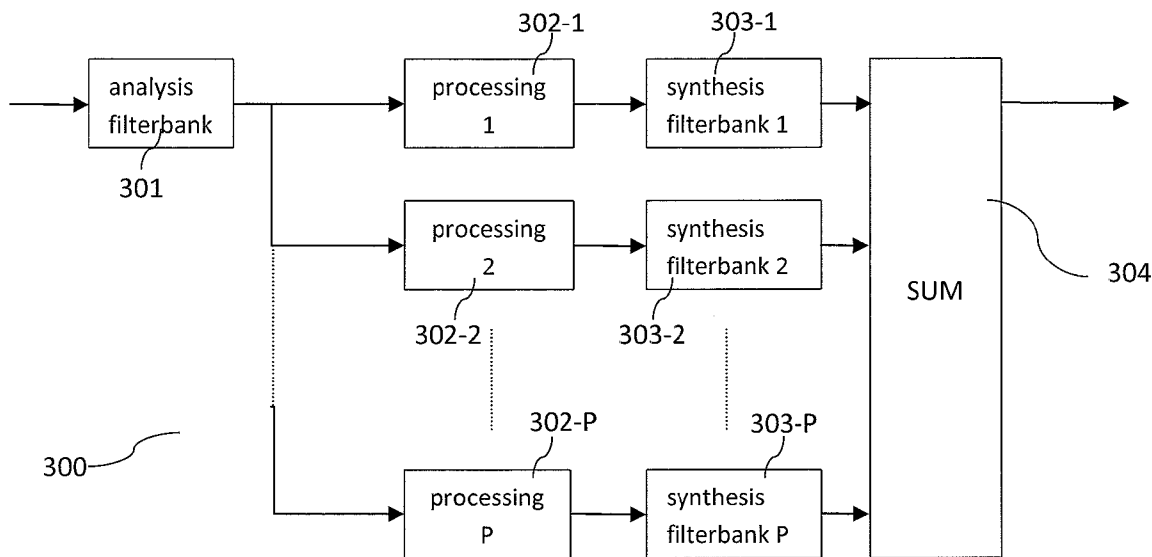 302-1
303-1
analysis
filterbank
301
processing
1
synthesis
filterbank 1
processing
2
302-2
synthesis
filterbank 2
303-2
SUM
304
300
302-P
303-P
processing
P
synthesis
filterbank P